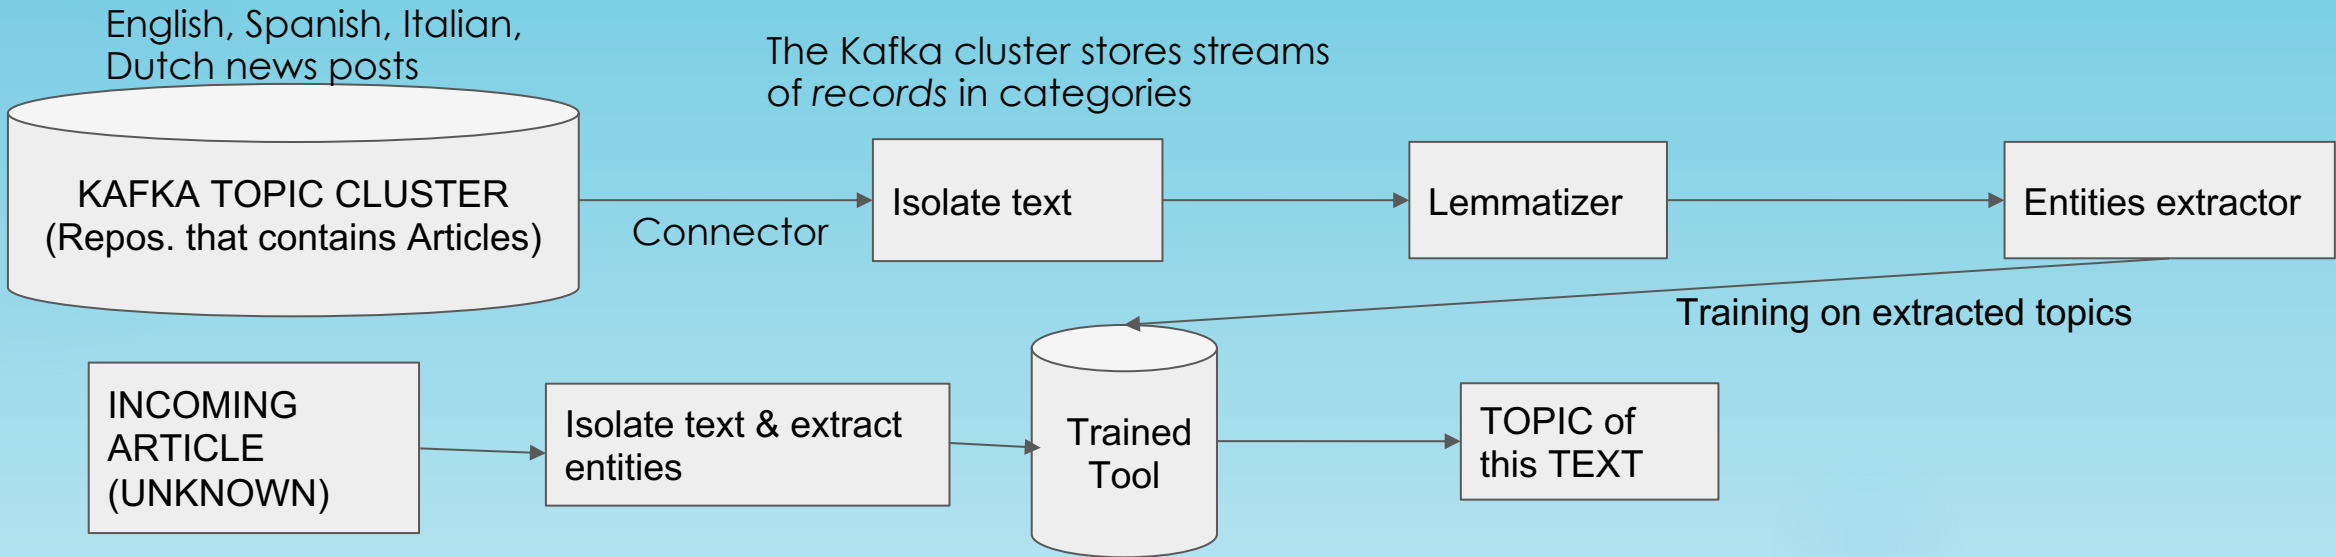 English, Spanish, Italian,
Dutch news posts
The Kafka cluster stores streams
of records in categories
KAFKA TOPIC CLUSTER
(Repos. that contains Articles)
Connector
Isolate text
Lemmatizer
Entities extractor
Training on extracted topics
INCOMING
ARTICLE
(UNKNOWN)
Isolate text & extract
entities
Trained
Tool
TOPIC of
this TEXT